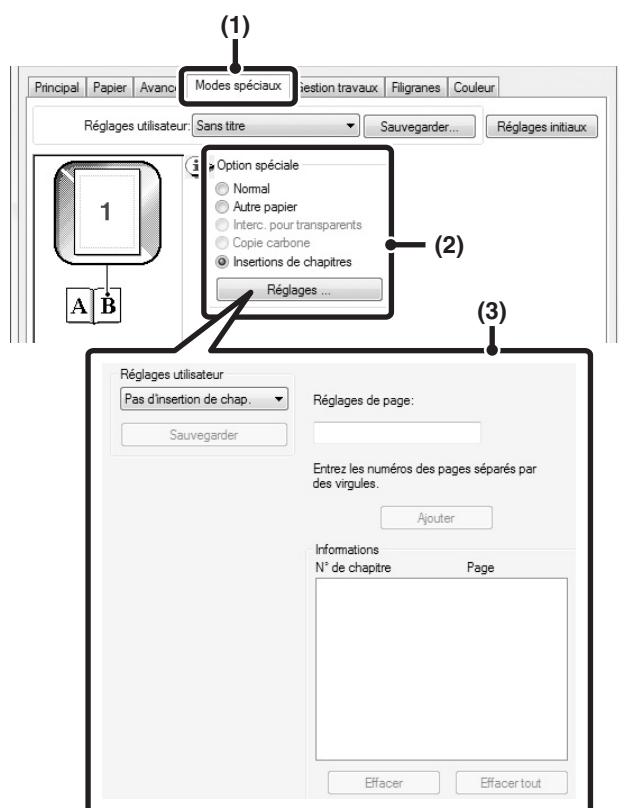 (1)
Principal Papier Avancé Modes spéciaux Gestion travaux Filigranes Couleur
Réglages utilisateur: Sans titre Sauvegarder... Réglages initiaux
1
A B
Option spéciale
Normal
Autre papier
Interc. pour transparents
Copie carbone
Insertions de chapitres
Réglages ...
(2)
(3)
Réglages utilisateur
Pas d'insertion de chap.
Sauvegarder
Réglages de page:
Entrez les numéros des pages séparés par
des virgules.
Ajouter
Informations
N° de chapitre Page
Effacer Effacer tout